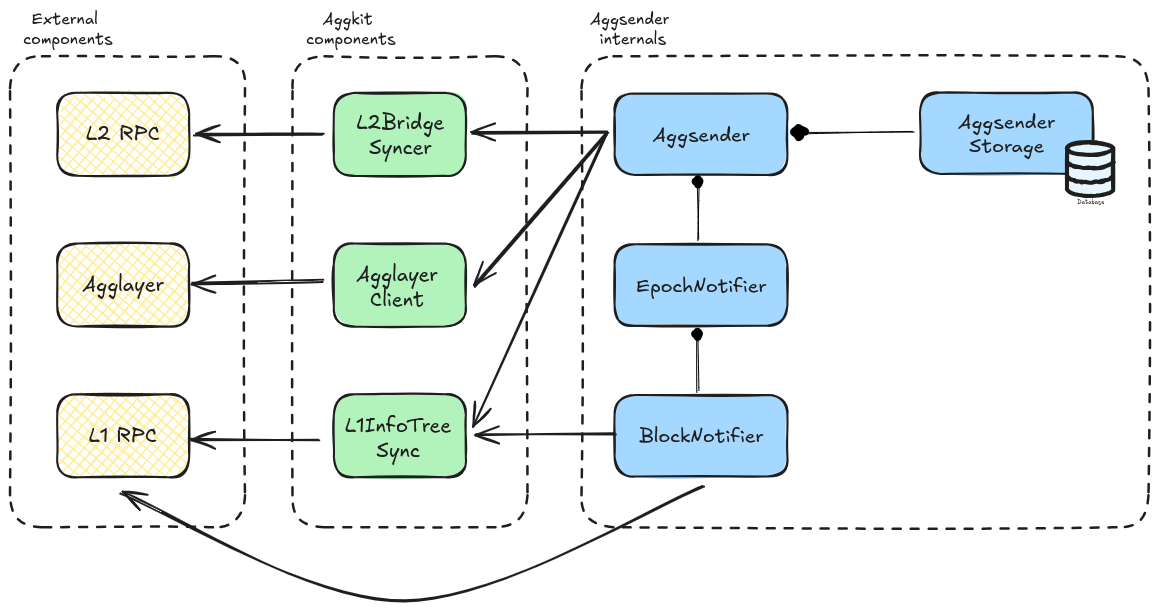 External
components
Aggkit
components
Aggsender
internals
L2 RPC
L2Bridge
Syncer
Aggsender
Aggsender
Storage
Database
Agglayer
Agglayer
Client
EpochNotifier
L1 RPC
L1InfoTree
Sync
BlockNotifier